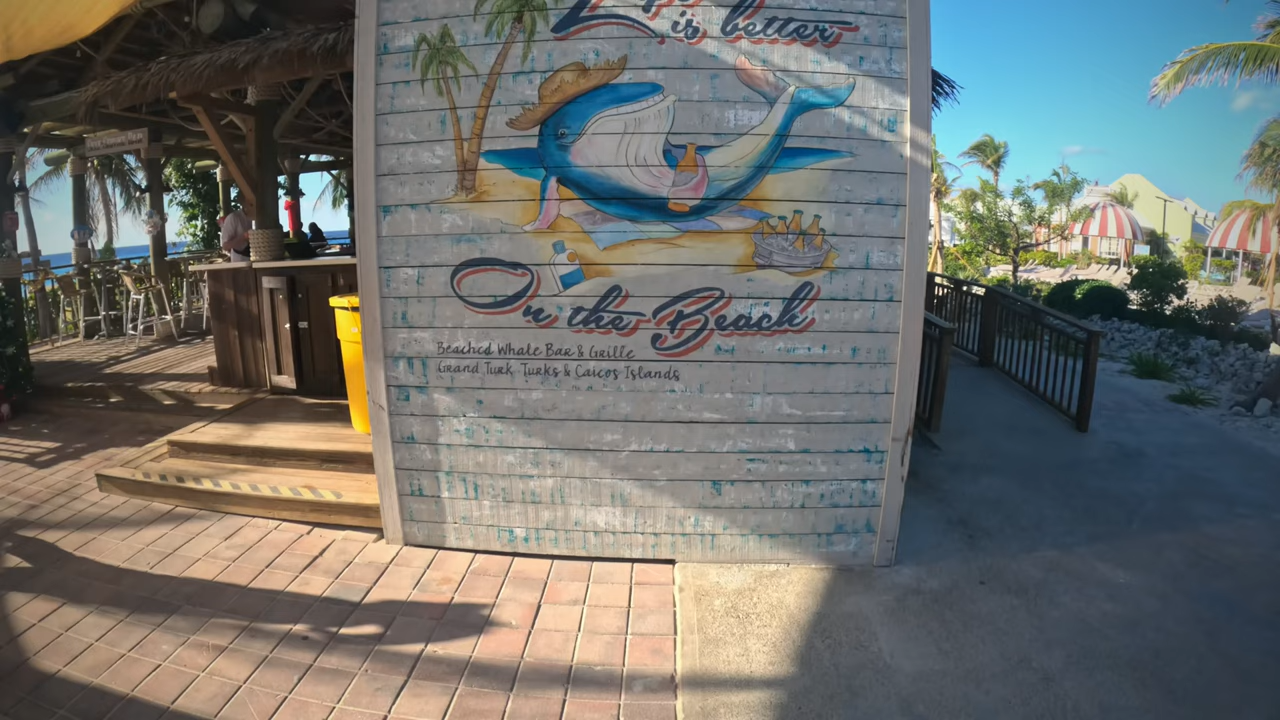 is better
On the Beach
Beached Whale Bar & Grille
Grand Turk, Turks & Caicos Islands